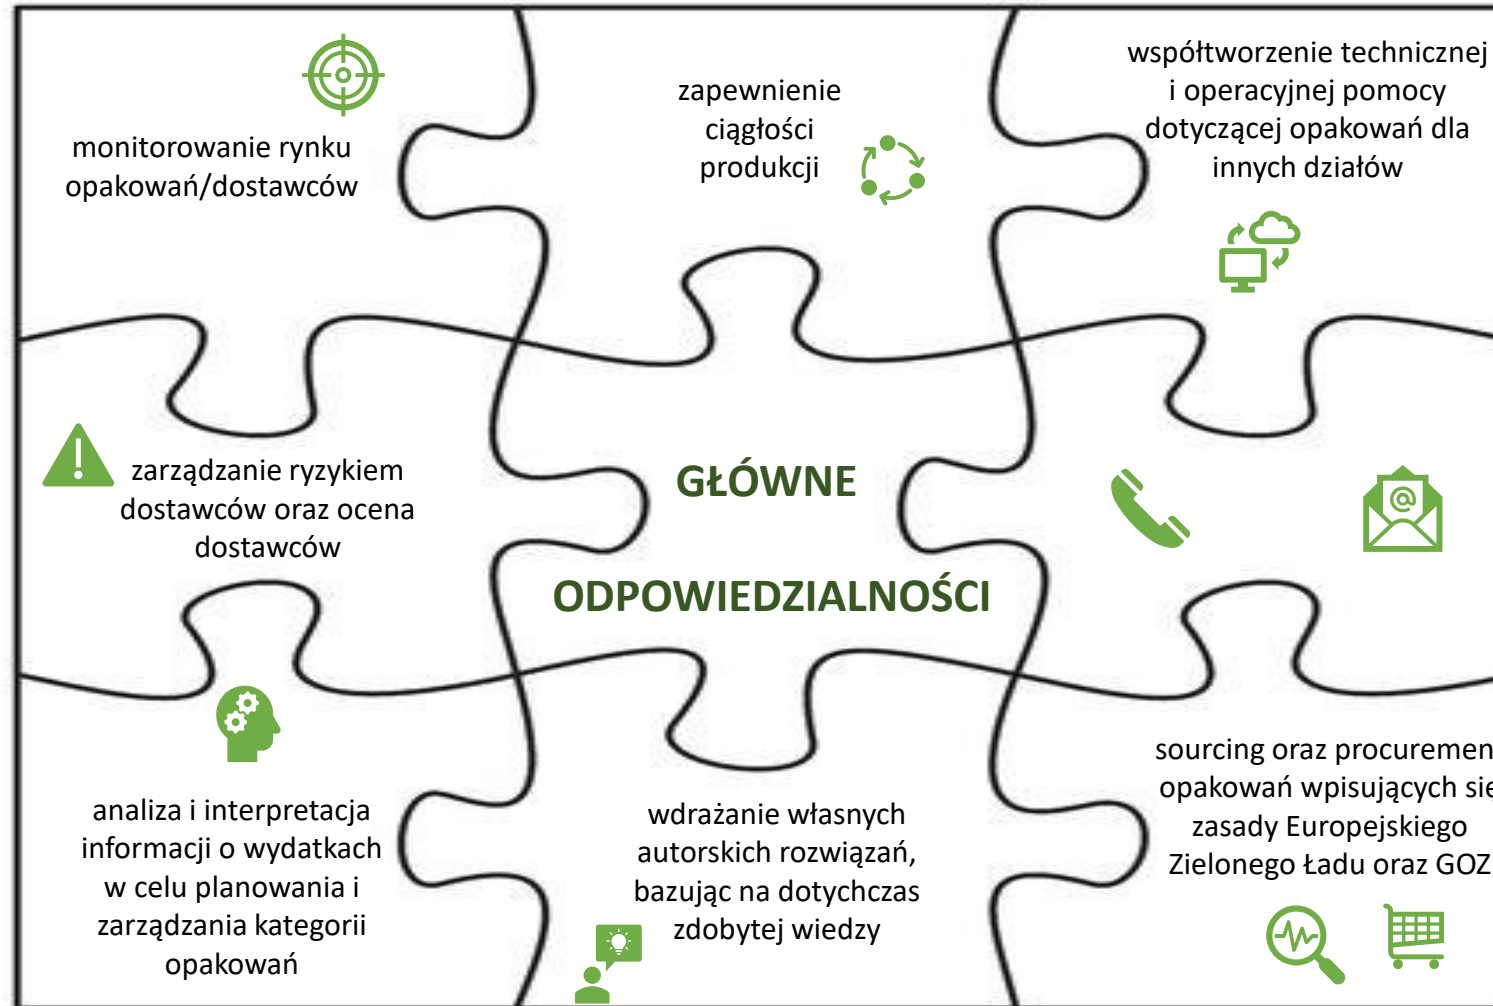 monitorowanie rynku
opakowań/dostawców
zapewnienie
ciągłości
produkcji
współtworzenie technicznej
i operacyjnej pomocy
dotyczącej opakowań dla
innych działów
zarządzanie ryzykiem
dostawców oraz ocena
dostawców
GŁÓWNE
ODPOWIEDZIALNOŚCI
@
analiza i interpretacja
informacji o wydatkach
w celu planowania i
zarządzania kategorii
opakowań
wdrażanie własnych
autorskich rozwiązań,
bazując na dotychczas
zdobytej wiedzy
sourcing oraz procuremen
opakowań wpisujących się
zasady Europejskiego
Zielonego Ładu oraz GOZ